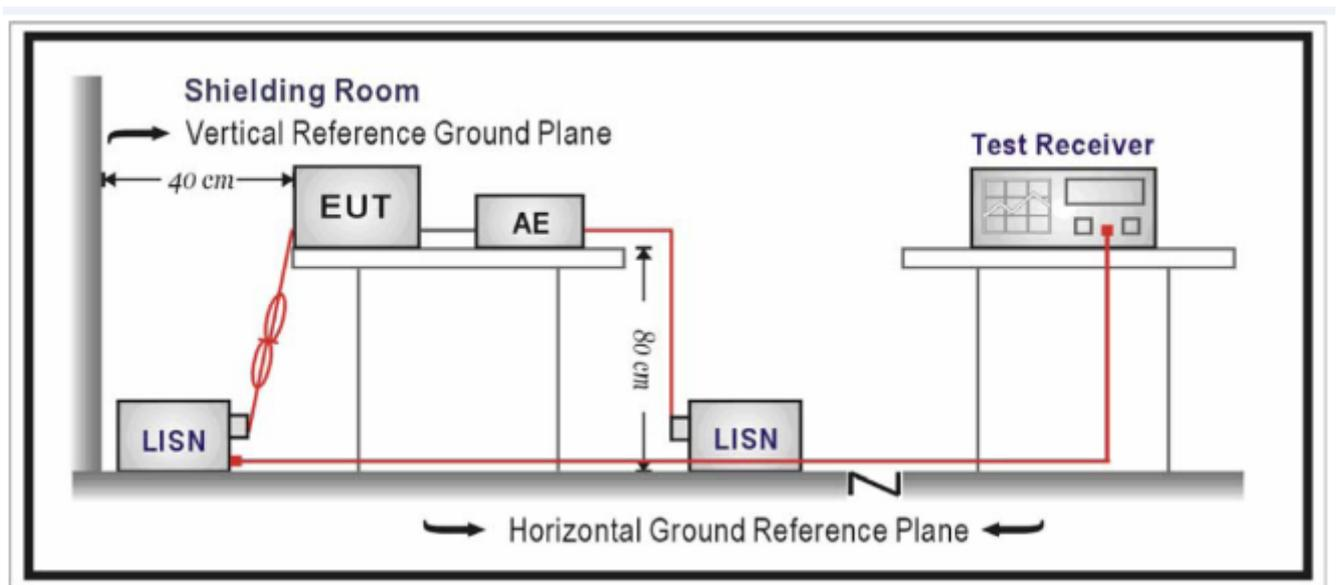 Shielding Room
Vertical Reference Ground Plane
Test Receiver
40 cm
EUT
AE
80 cm
LISN
LISN
Horizontal Ground Reference Plane